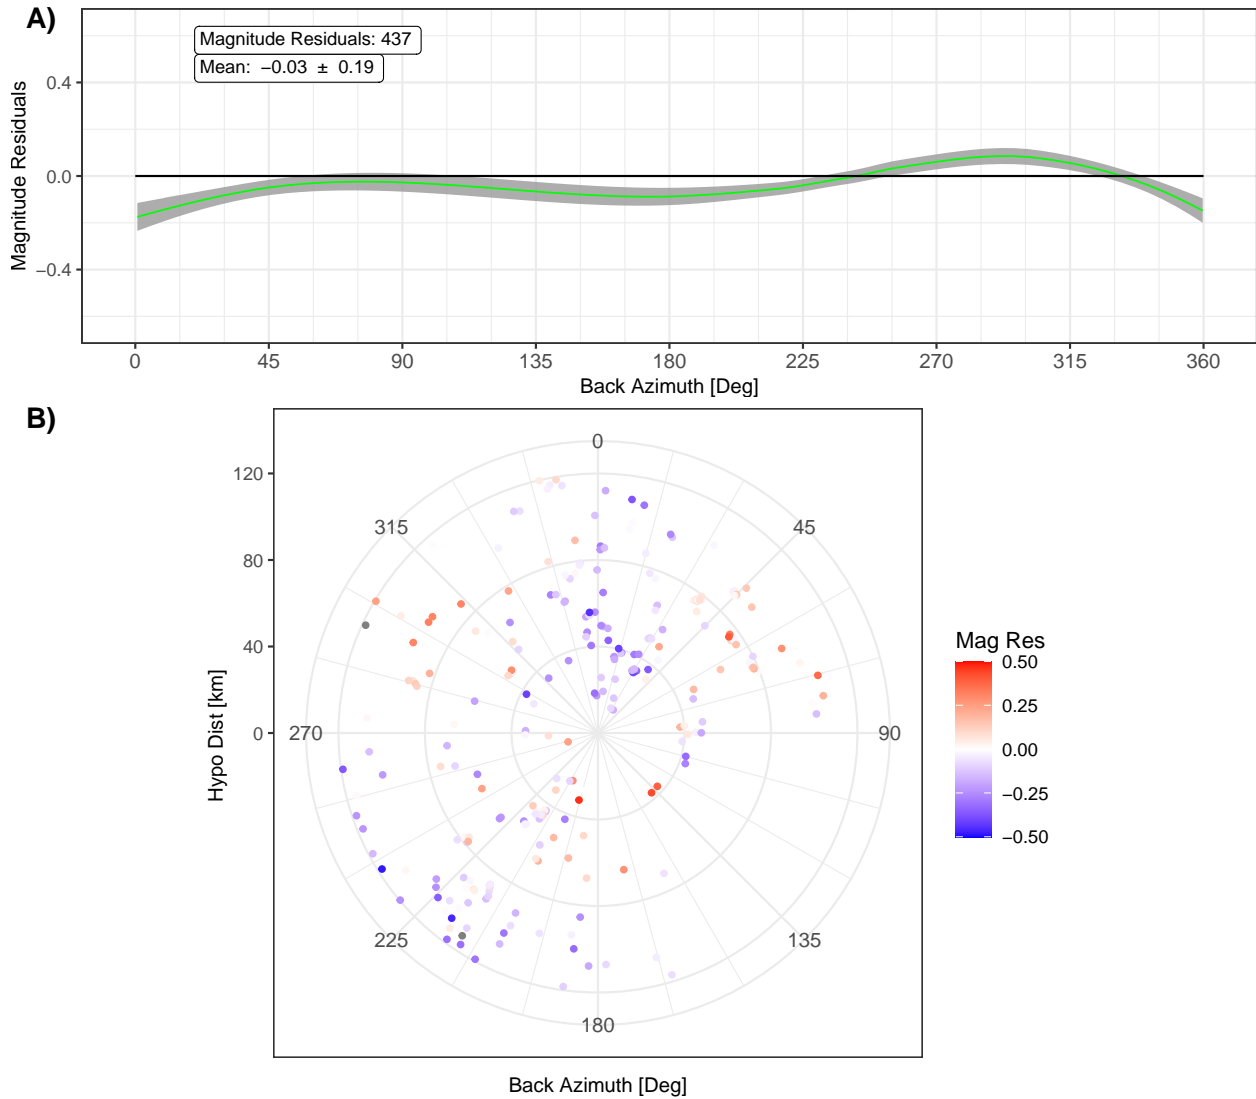 A)
Magnitude Residuals: 437
Mean: −0.03 ± 0.19
0.4
0.0
−0.4
Magnitude Residuals
0 45 90 135 180 225 270 315 360
Back Azimuth [Deg]
B)
0
45
90
135
180
225
270
315
120
80
40
0
Hypo Dist [km]
Back Azimuth [Deg]
Mag Res
0.50
0.25
0.00
−0.25
−0.50